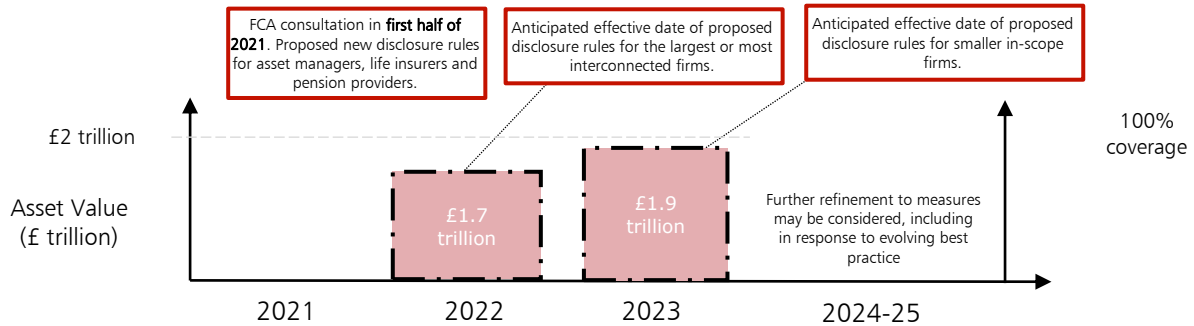 FCA consultation in first half of
2021. Proposed new disclosure rules
for asset managers, life insurers and
pension providers.
Anticipated effective date of proposed
disclosure rules for the largest or most
interconnected firms.
Anticipated effective date of proposed
disclosure rules for smaller in-scope
firms.
£2 trillion
100%
coverage
Asset Value
(£ trillion)
£1.7
trillion
£1.9
trillion
Further refinement to measures
may be considered, including
in response to evolving best
practice
2021
2022
2023
2024-25